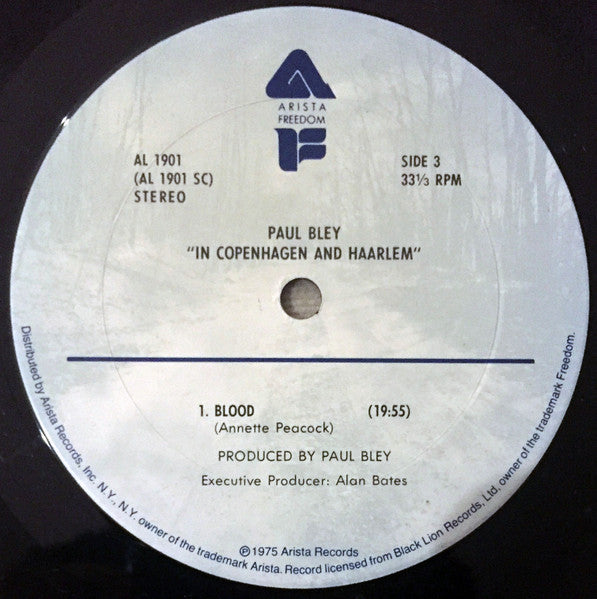 ARISTA
FREEDOM
F
AL 1901
(AL 1901 SC)
STEREO
SIDE 3
33⅓ RPM
PAUL BLEY
"IN COPENHAGEN AND HAARLEM"
1. BLOOD (19:55)
(Annette Peacock)
PRODUCED BY PAUL BLEY
Executive Producer: Alan Bates
℗1975 Arista Records
Distributed by Arista Records, Inc. N.Y., N.Y. owner of the trademark Arista. Record licensed from Black Lion Records, Ltd. owner of the trademark Freedom.